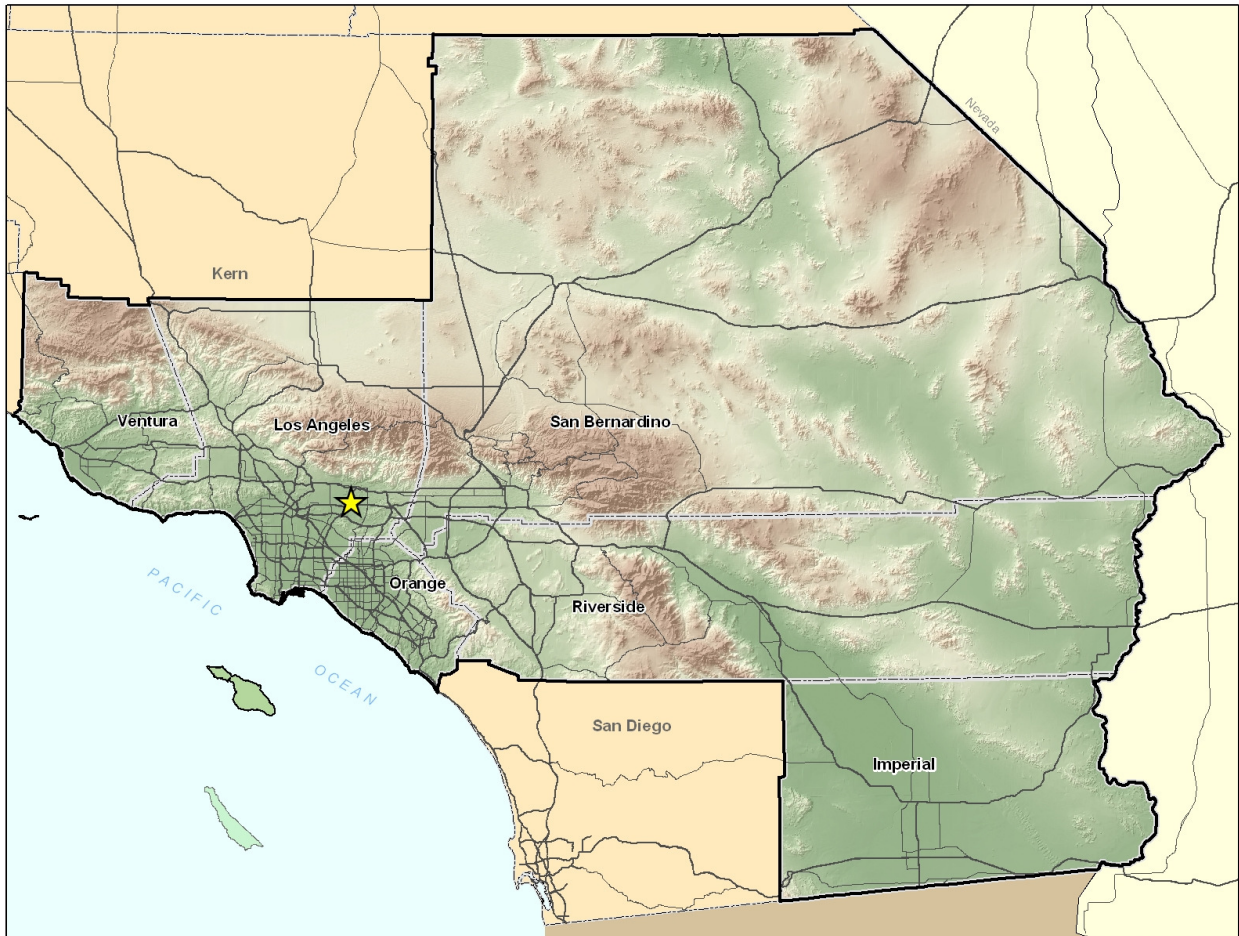 Nevada
Kern
Ventura
Los Angeles
San Bernardino
PACIFIC
OCEAN
Orange
Riverside
San Diego
Imperial